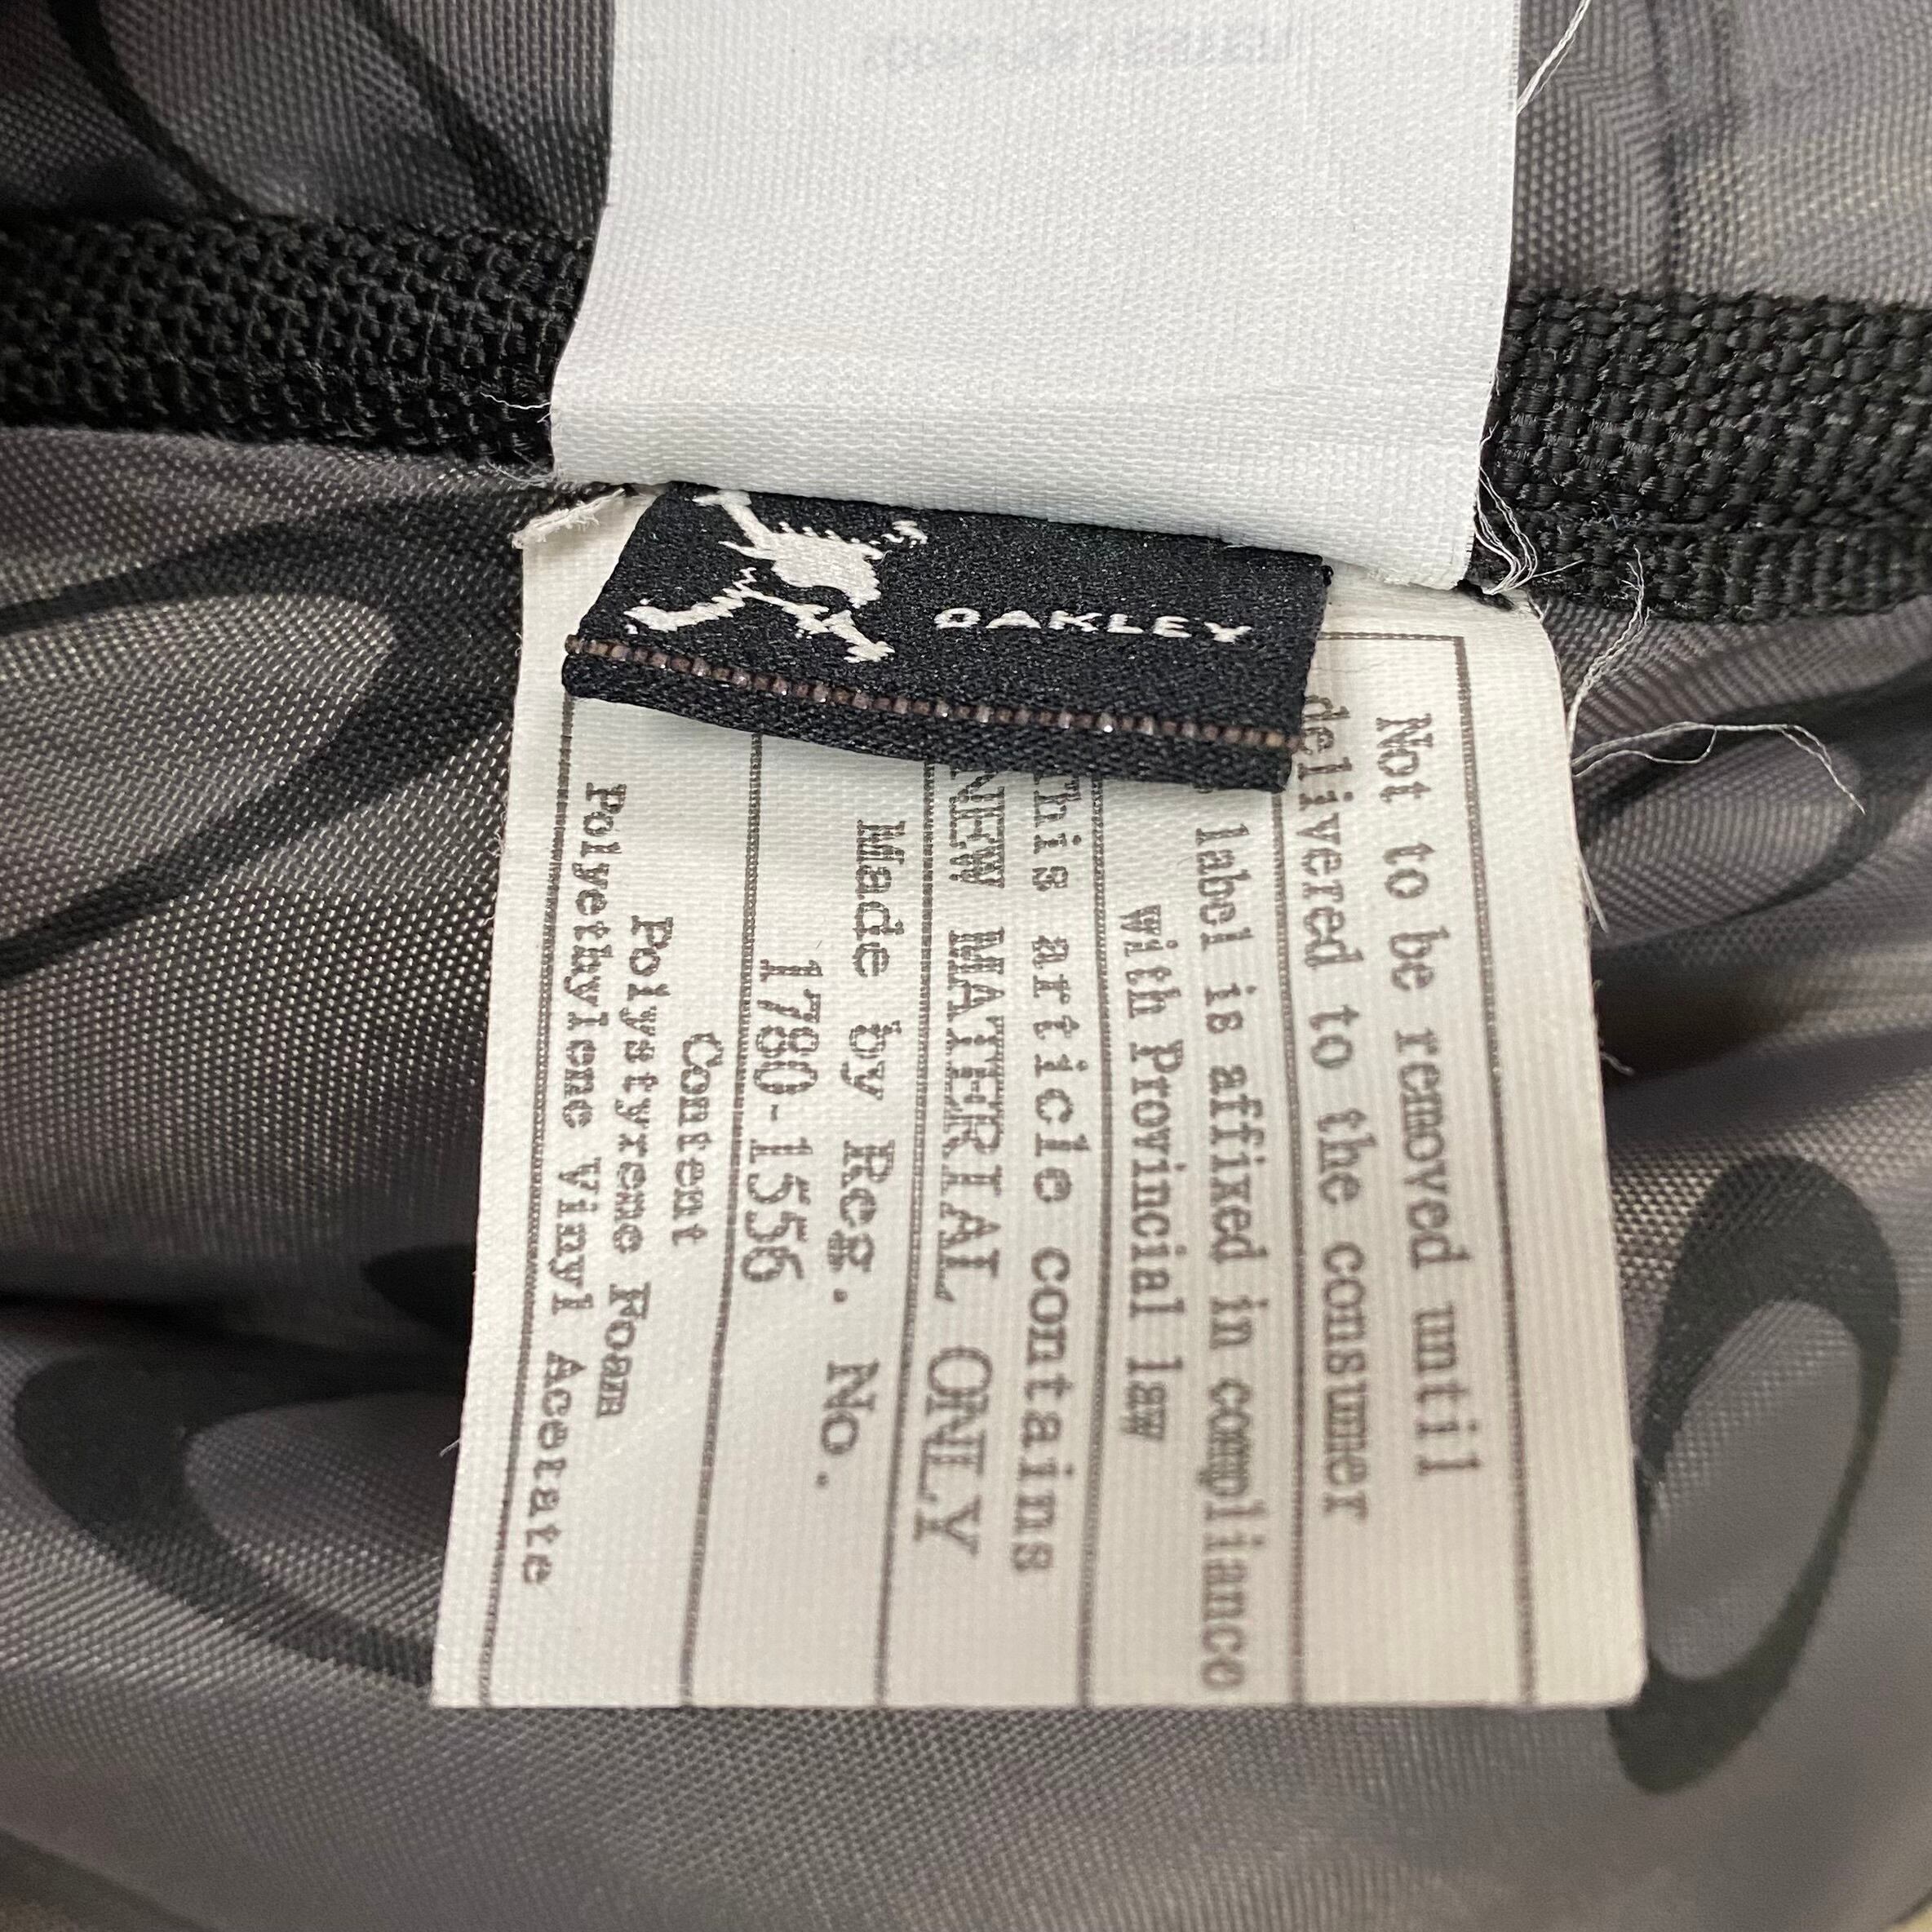 OAKLEY
Not to be removed until
delivered to the consumer
label is affixed in compliance
with Provincial law
This article contains
NEW MATERIAL ONLY
Made by Reg. No.
1780-1556
Content
Polystyrene Foam
Polyethylene Vinyl Acetate